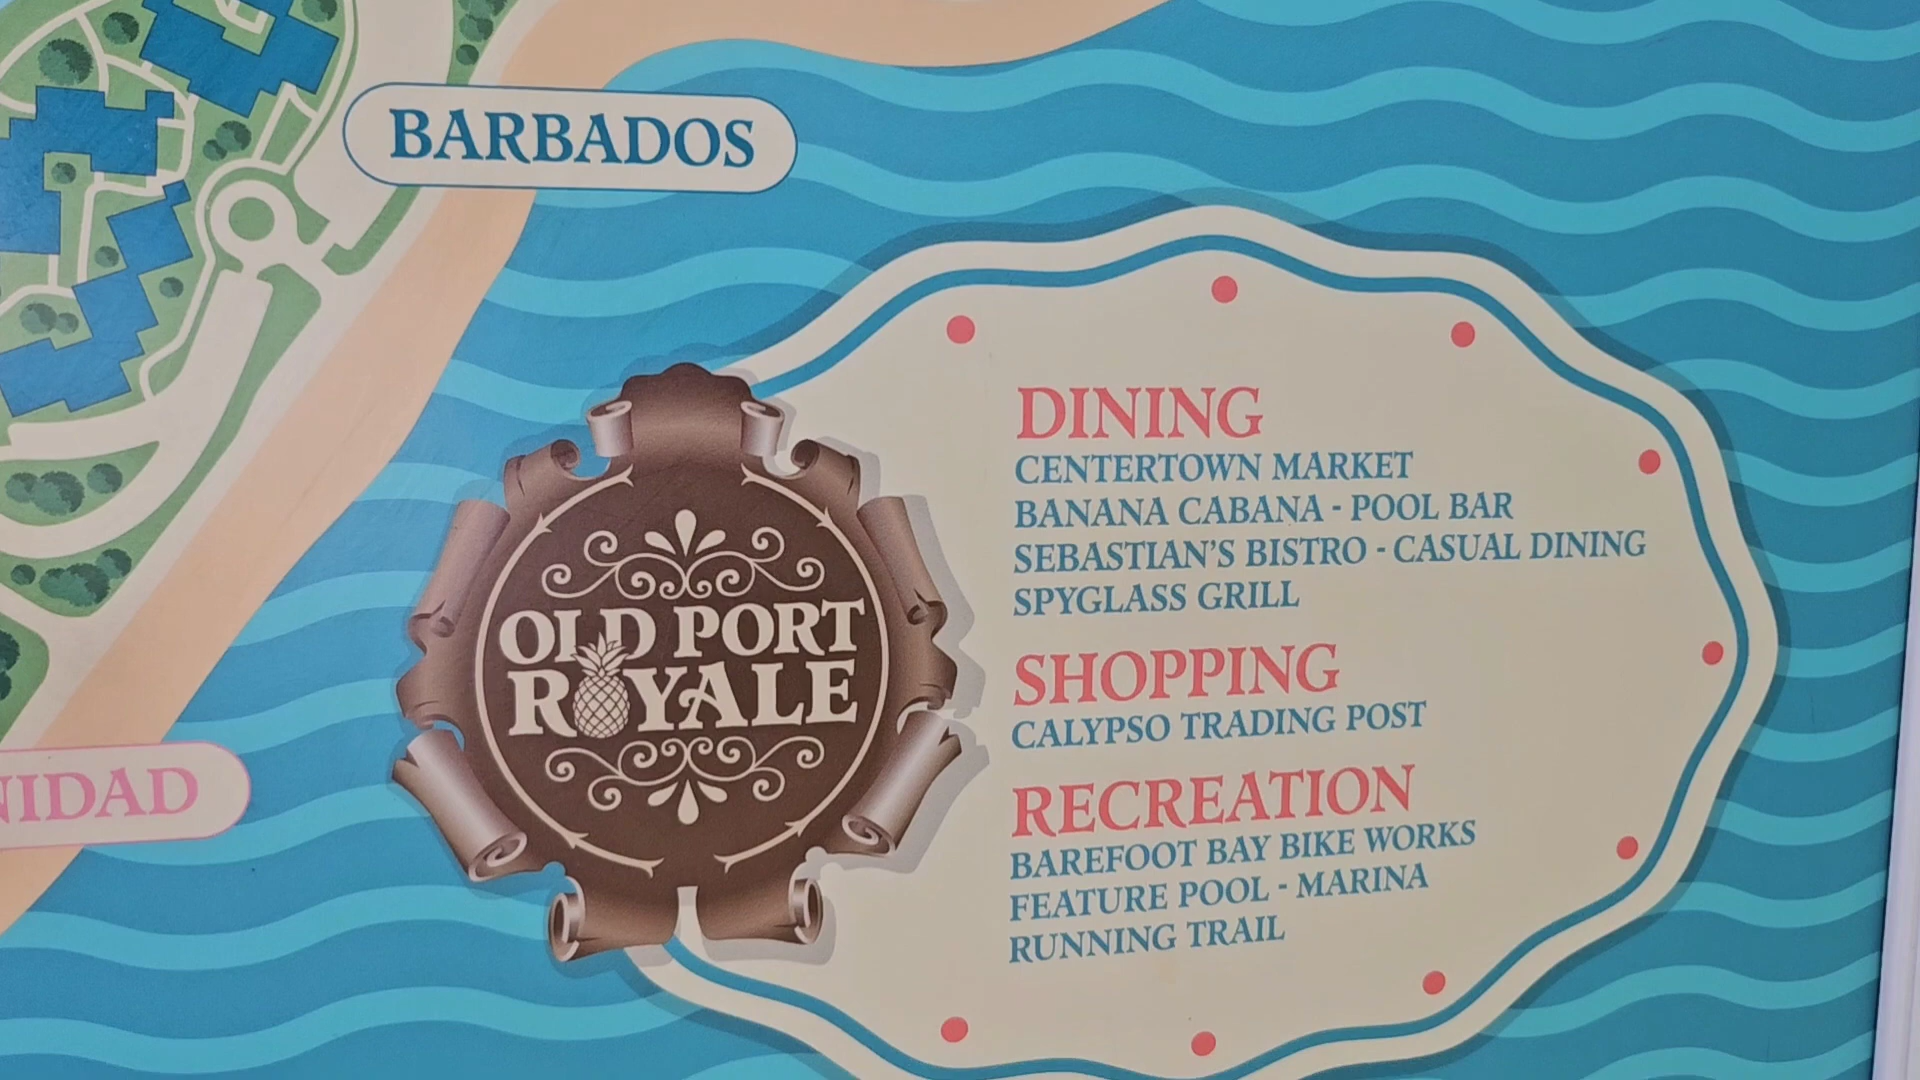 BARBADOS
OLD PORT
ROYALE
DINING
CENTERTOWN MARKET
BANANA CABANA - POOL BAR
SEBASTIAN'S BISTRO - CASUAL DINING
SPYGLASS GRILL
SHOPPING
CALYPSO TRADING POST
RECREATION
BAREFOOT BAY BIKE WORKS
FEATURE POOL - MARINA
RUNNING TRAIL
NIDAD